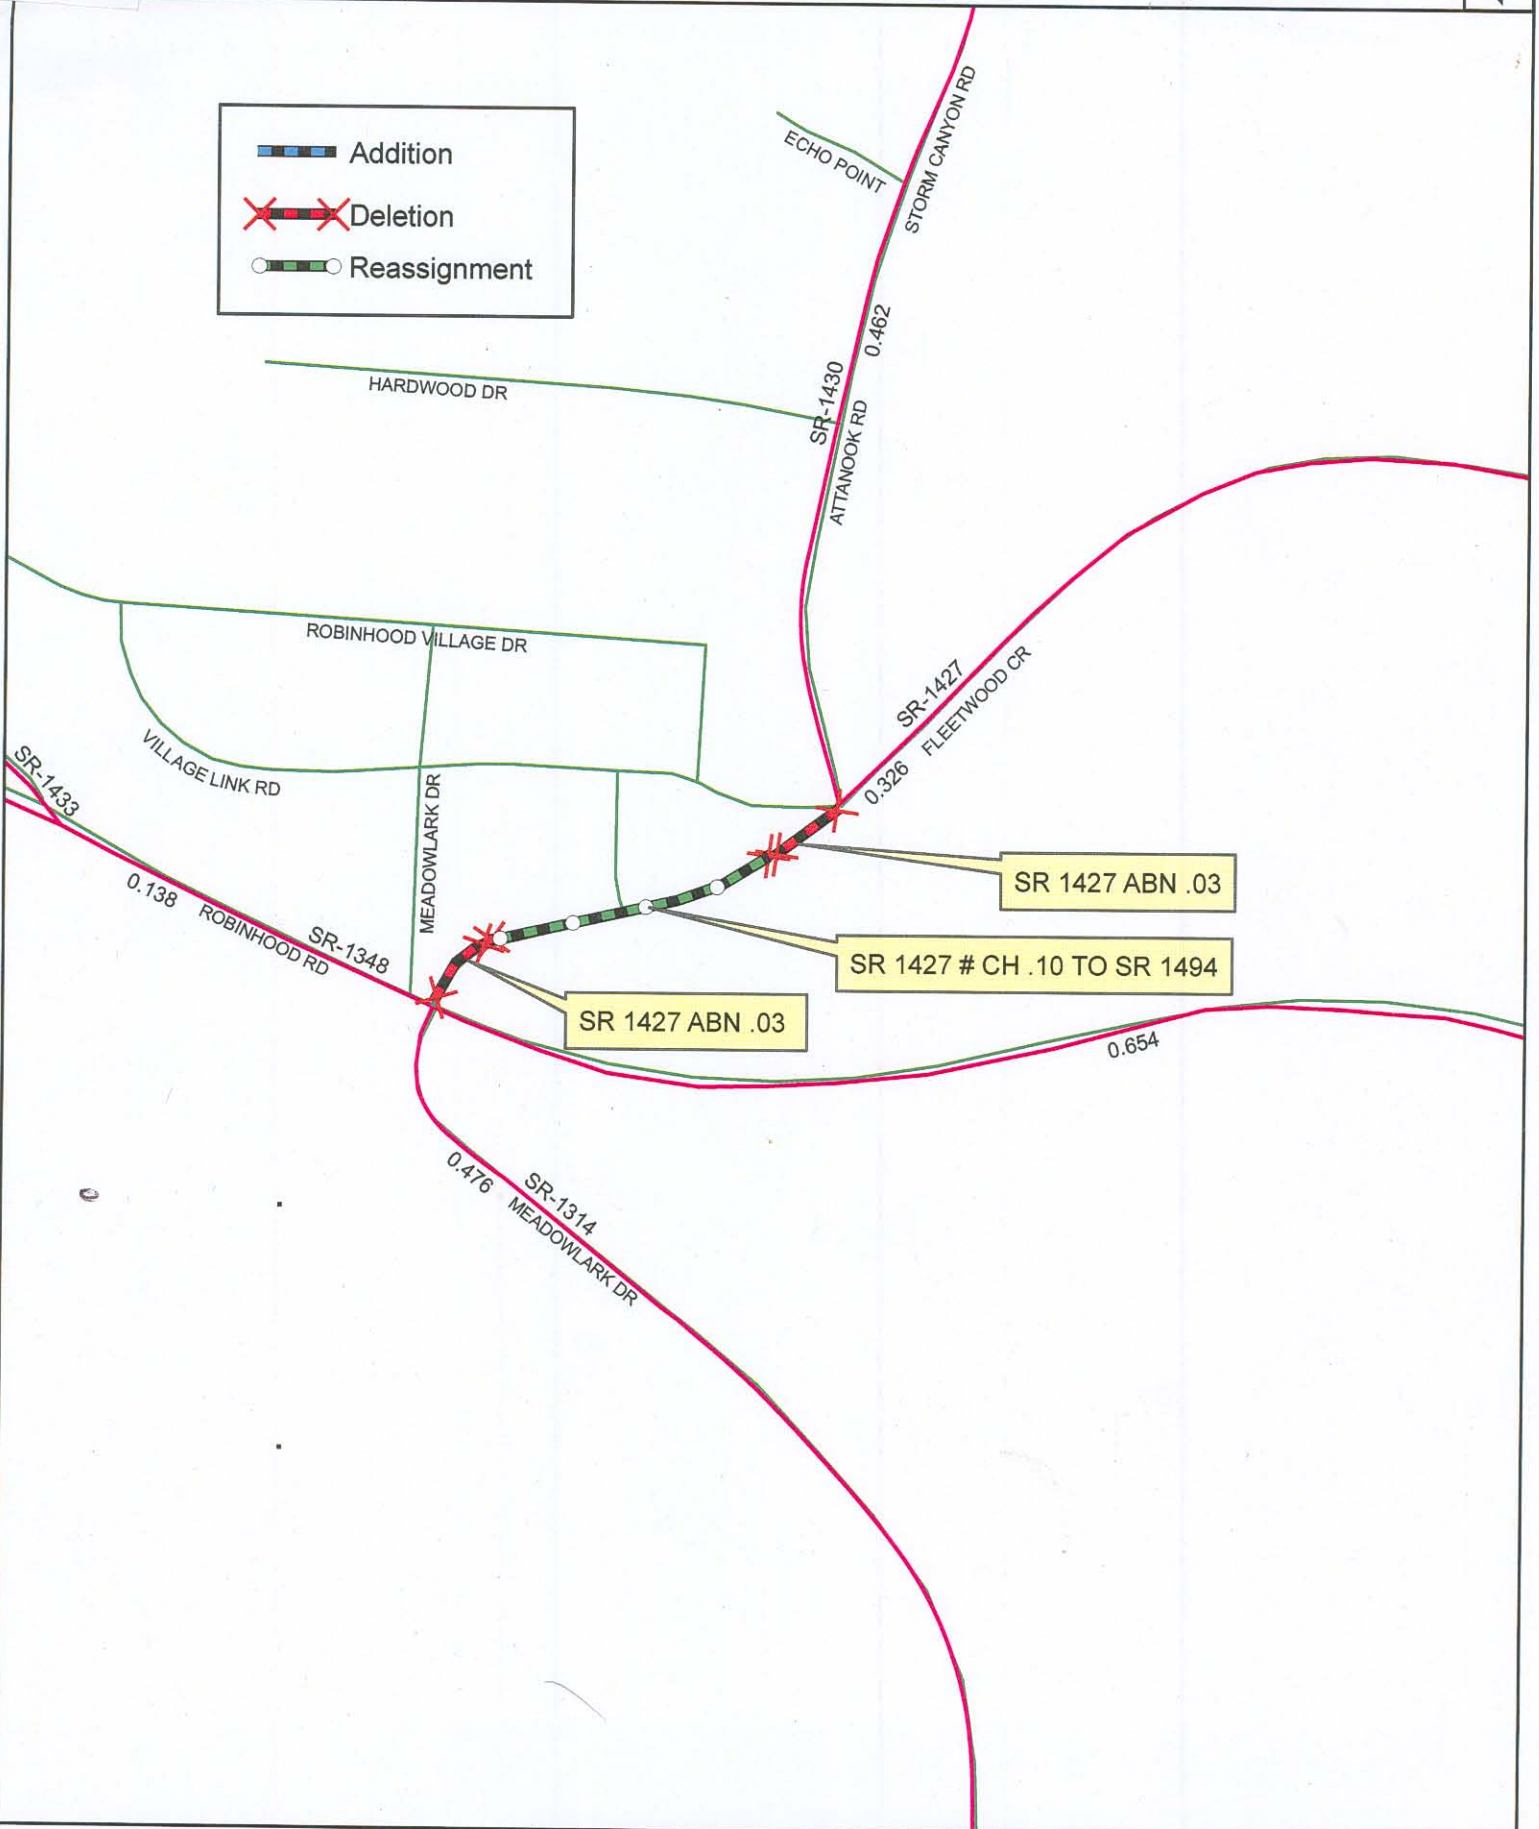 Addition
Deletion
Reassignment
ECHO POINT
STORM CANYON RD
0.462
SR-1430
ATTANOOK RD
HARDWOOD DR
ROBINHOOD VILLAGE DR
SR-1427
FLEETWOOD CR
0.326
VILLAGE LINK RD
SR-1433
MEADOWLARK DR
0.138
ROBINHOOD RD
SR-1348
SR 1427 ABN .03
SR 1427 # CH .10 TO SR 1494
SR 1427 ABN .03
0.654
0.476
SR-1314
MEADOWLARK DR